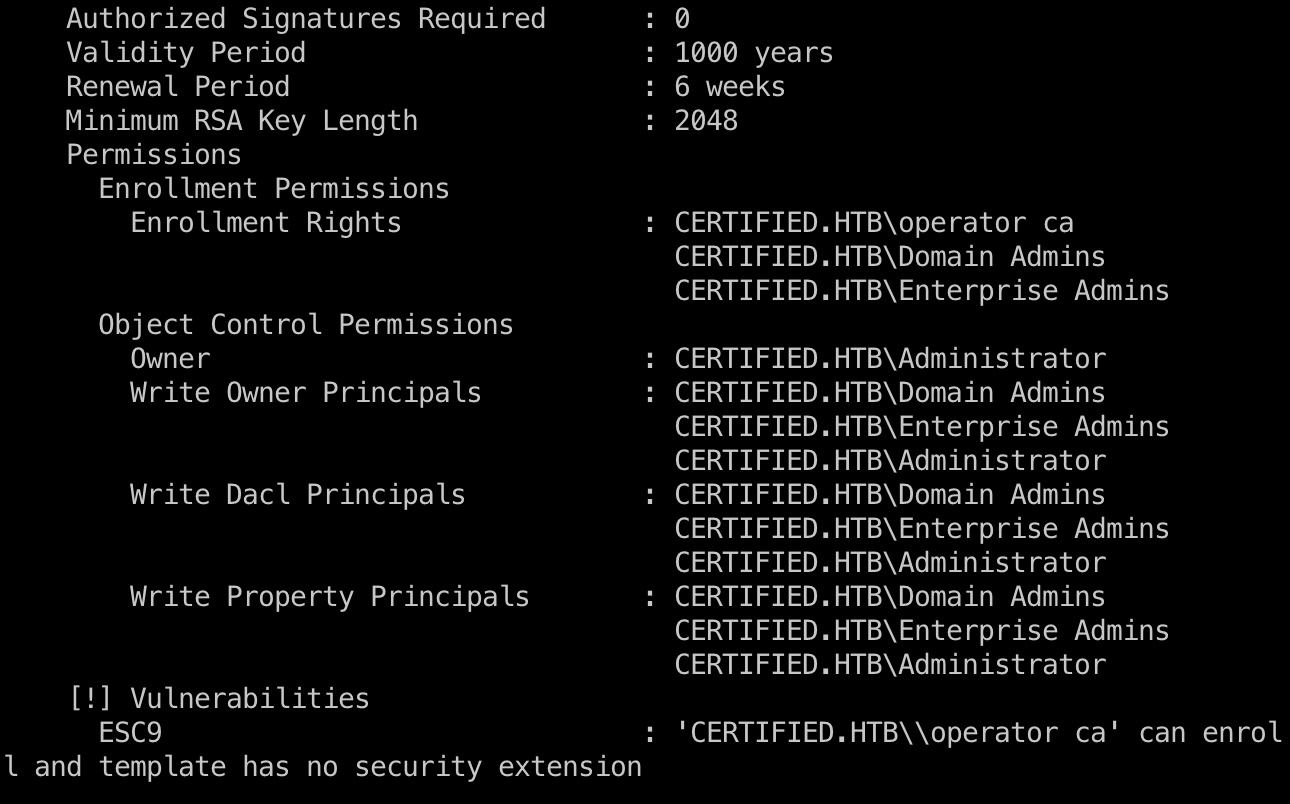 Authorized Signatures Required : 0
Validity Period : 1000 years
Renewal Period : 6 weeks
Minimum RSA Key Length : 2048
Permissions
Enrollment Permissions
Enrollment Rights : CERTIFIED.HTB\operator ca
CERTIFIED.HTB\Domain Admins
CERTIFIED.HTB\Enterprise Admins
Object Control Permissions
Owner : CERTIFIED.HTB\Administrator
Write Owner Principals : CERTIFIED.HTB\Domain Admins
CERTIFIED.HTB\Enterprise Admins
CERTIFIED.HTB\Administrator
Write Dacl Principals : CERTIFIED.HTB\Domain Admins
CERTIFIED.HTB\Enterprise Admins
CERTIFIED.HTB\Administrator
Write Property Principals : CERTIFIED.HTB\Domain Admins
CERTIFIED.HTB\Enterprise Admins
CERTIFIED.HTB\Administrator
[!] Vulnerabilities
ESC9 : 'CERTIFIED.HTB\\operator ca' can enrol
l and template has no security extension